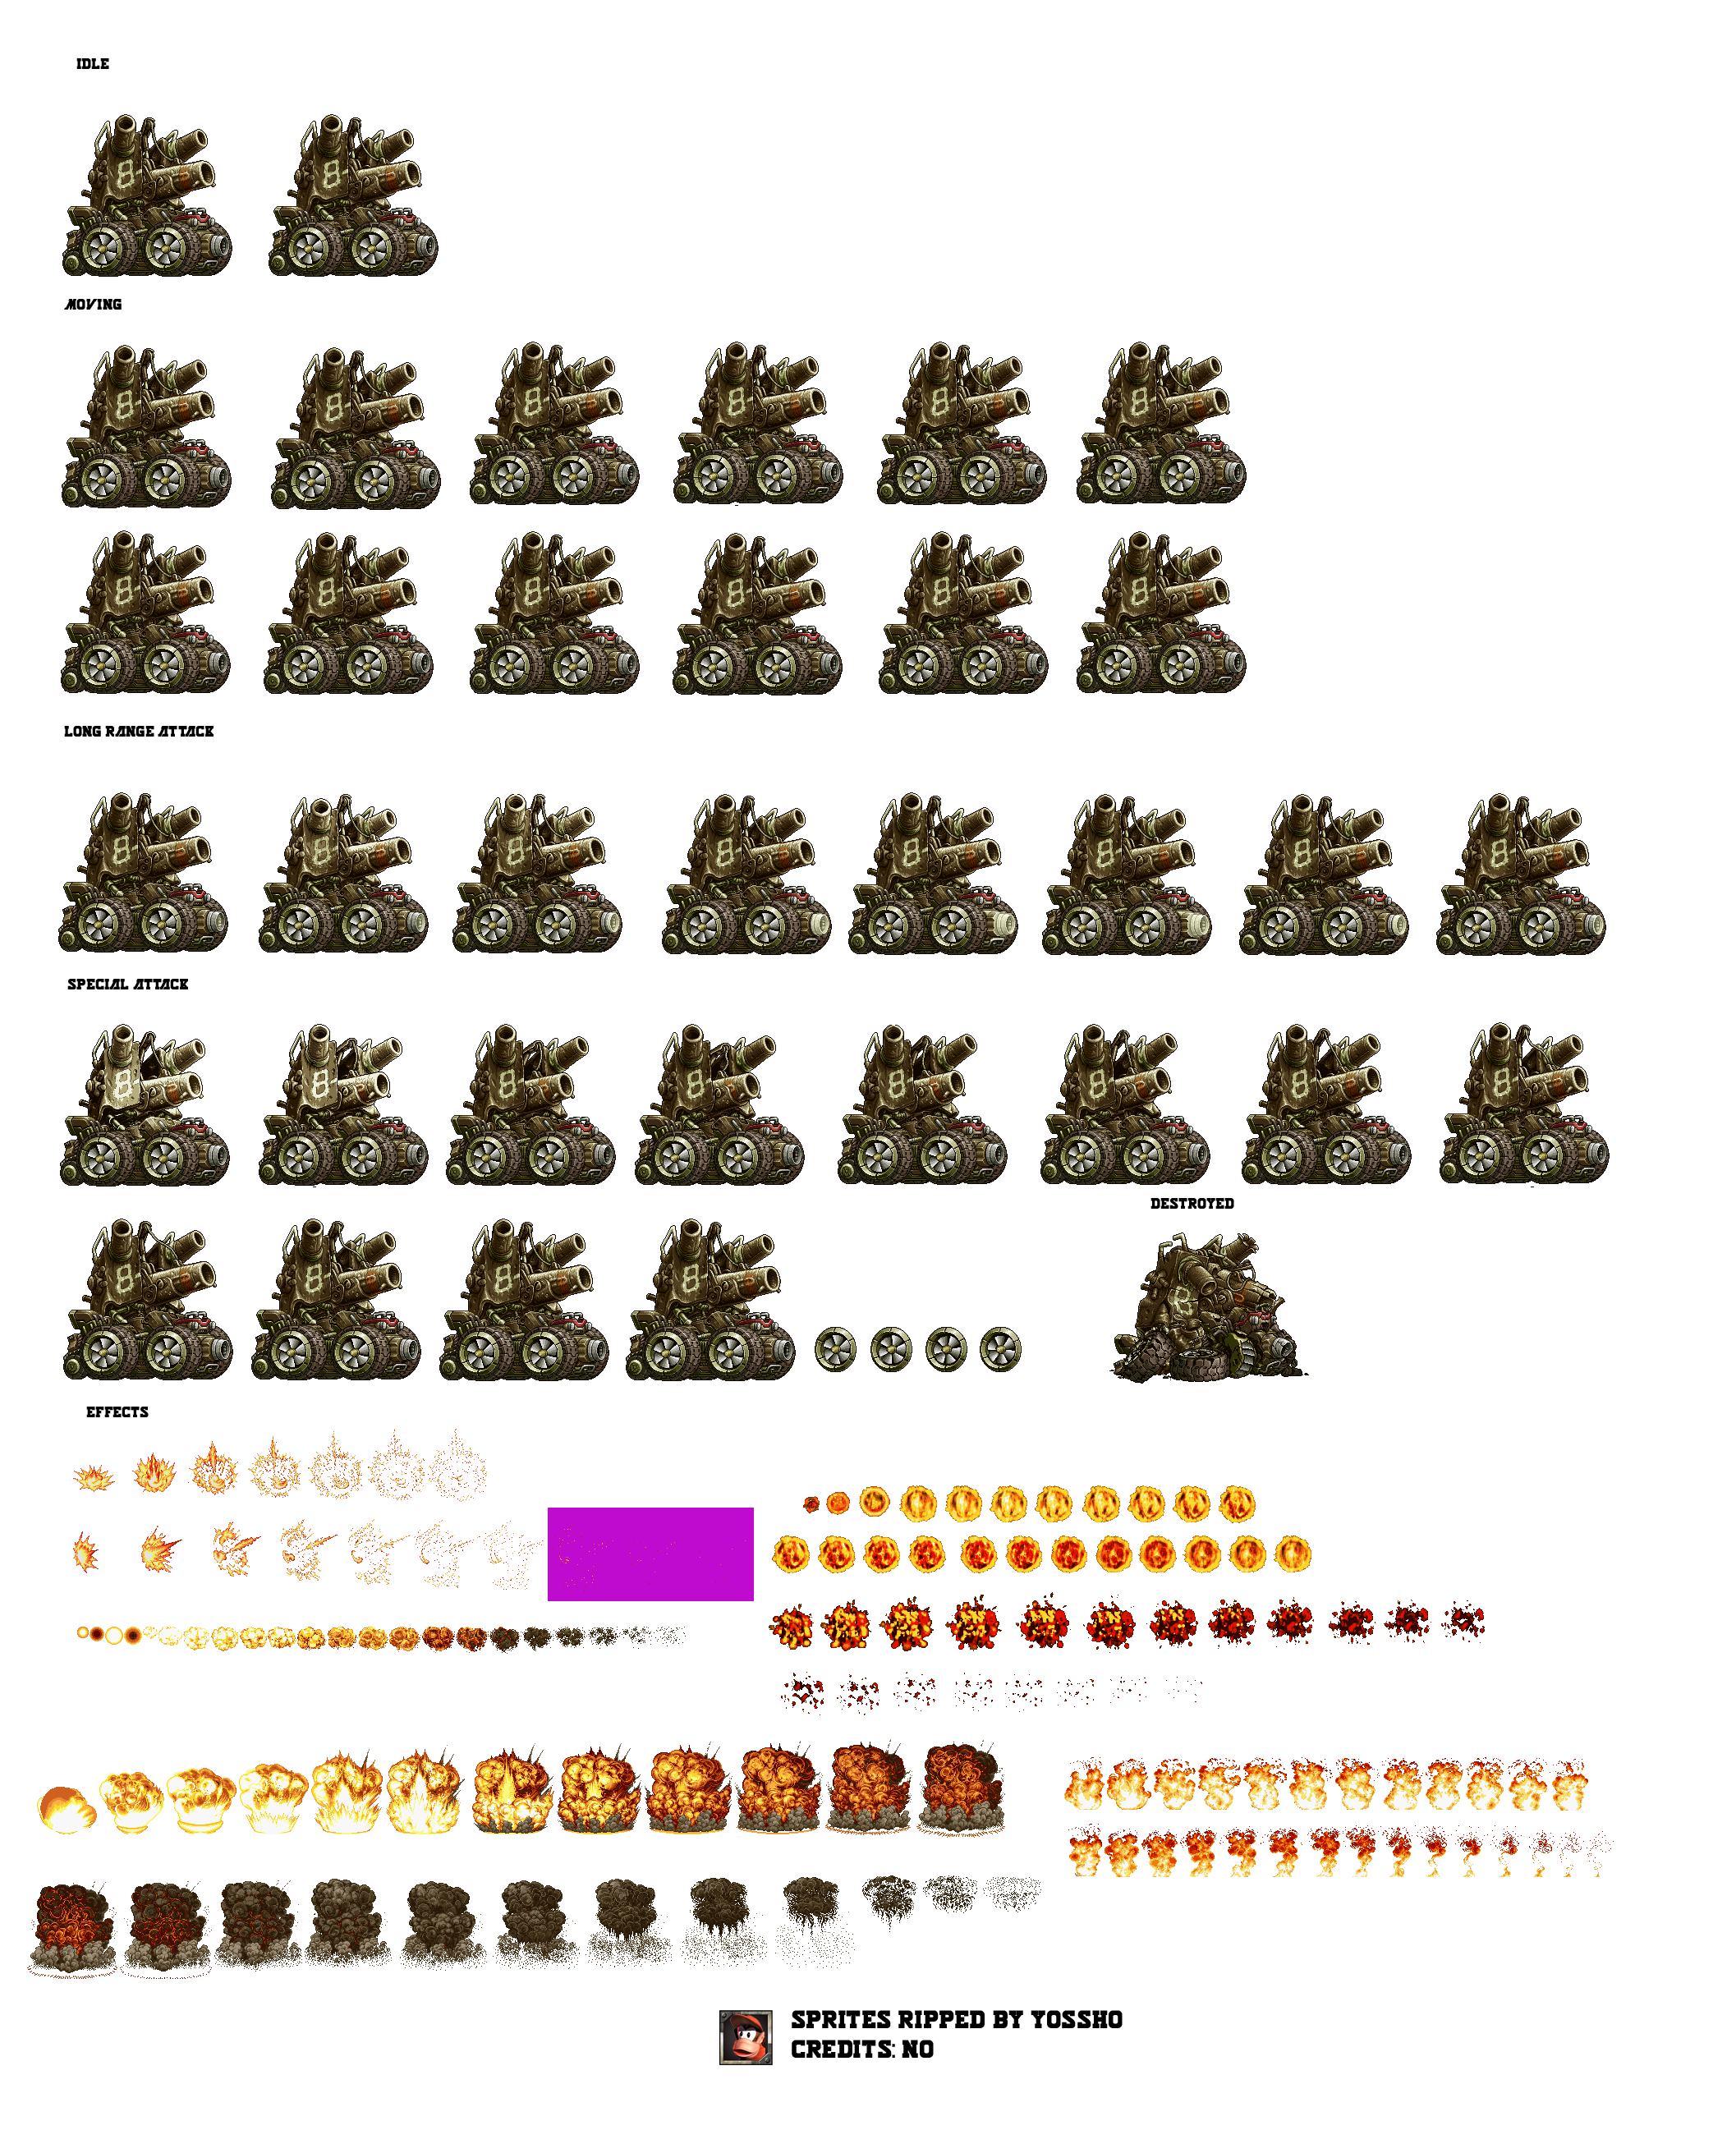 IDLE
MOVING
LONG RANGE ATTACK
SPECIAL ATTACK
DESTROYED
EFFECTS
SPRITES RIPPED BY YOSSHO
CREDITS: NO